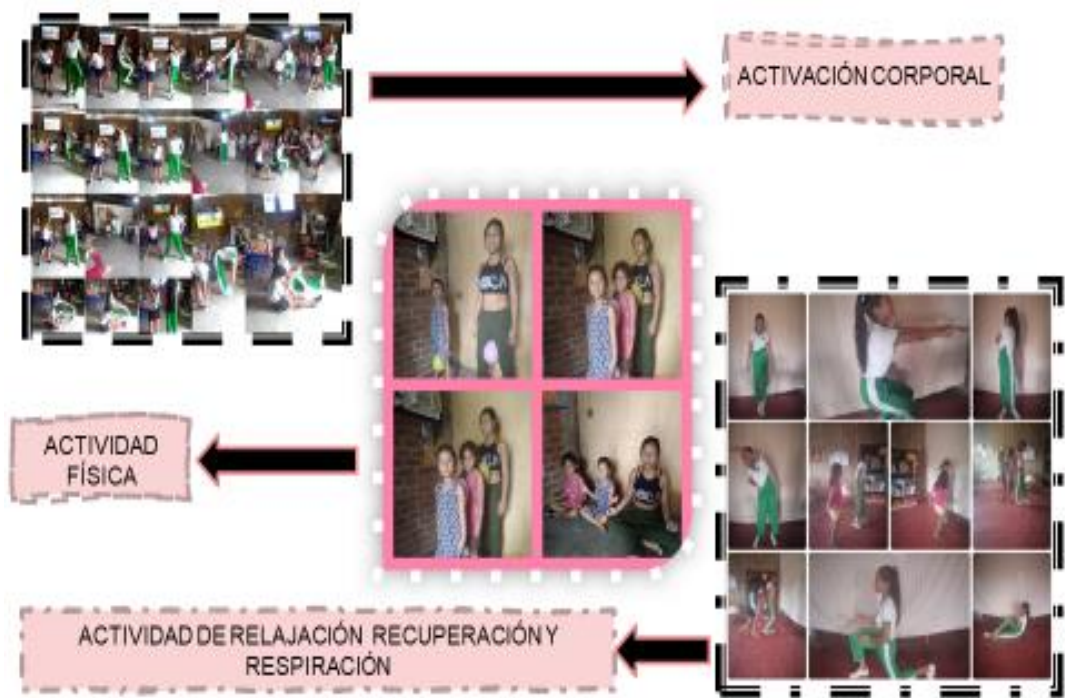 ACTIVACIÓN CORPORAL
ACTIVIDAD
FÍSICA
ACTIVIDAD DE RELAJACIÓN RECUPERACIÓN Y
RESPIRACIÓN